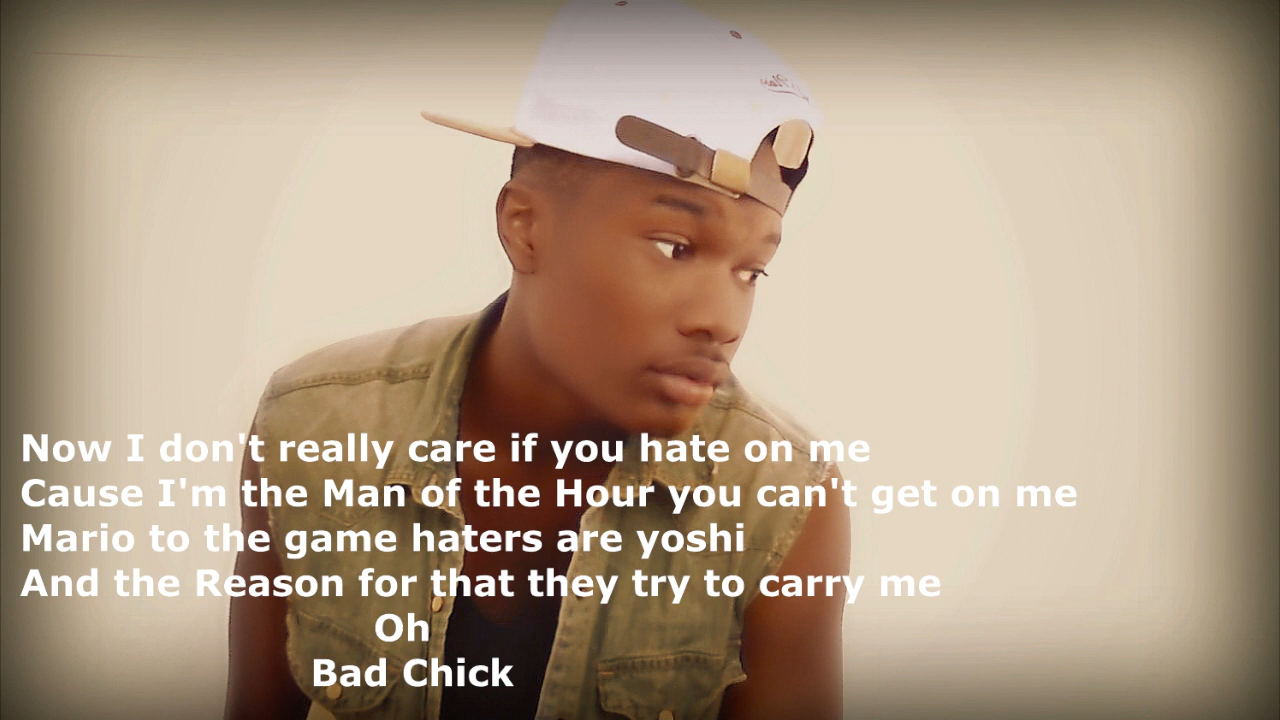 Now I don't really care if you hate on me
Cause I'm the Man of the Hour you can't get on me
Mario to the game haters are yoshi
And the Reason for that they try to carry me
Oh
Bad Chick